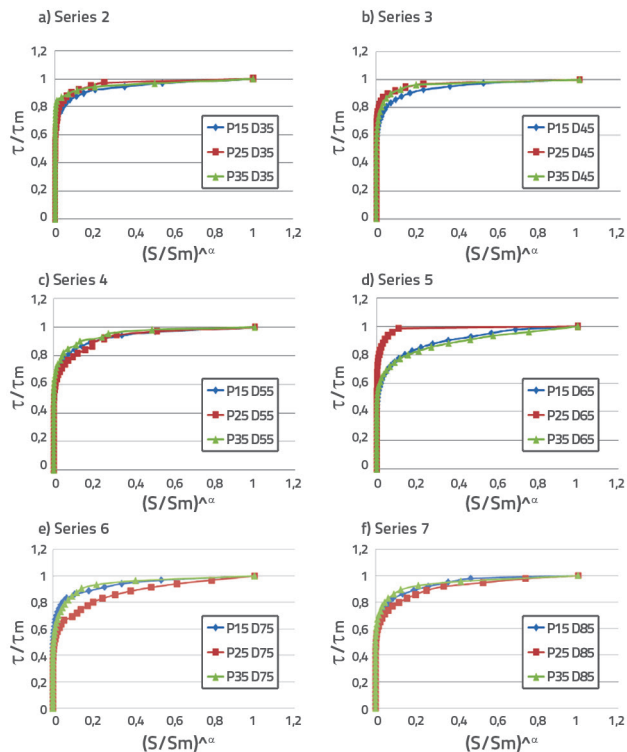 a) Series 2
τ/τm
1,2
1
0,8
0,6
0,4
0,2
0
P15 D35
P25 D35
P35 D35
0 0,2 0,4 0,6 0,8 1 1,2
(S/Sm)^α
b) Series 3
τ/τm
1,2
1
0,8
0,6
0,4
0,2
0
P15 D45
P25 D45
P35 D45
0 0,2 0,4 0,6 0,8 1 1,2
(S/Sm)^α
c) Series 4
τ/τm
1,2
1
0,8
0,6
0,4
0,2
0
P15 D55
P25 D55
P35 D55
0 0,2 0,4 0,6 0,8 1 1,2
(S/Sm)^α
d) Series 5
τ/τm
1,2
1
0,8
0,6
0,4
0,2
0
P15 D65
P25 D65
P35 D65
0 0,2 0,4 0,6 0,8 1 1,2
(S/Sm)^α
e) Series 6
τ/τm
1,2
1
0,8
0,6
0,4
0,2
0
P15 D75
P25 D75
P35 D75
0 0,2 0,4 0,6 0,8 1 1,2
(S/Sm)^α
f) Series 7
τ/τm
1,2
1
0,8
0,6
0,4
0,2
0
P15 D85
P25 D85
P35 D85
0 0,2 0,4 0,6 0,8 1 1,2
(S/Sm)^α